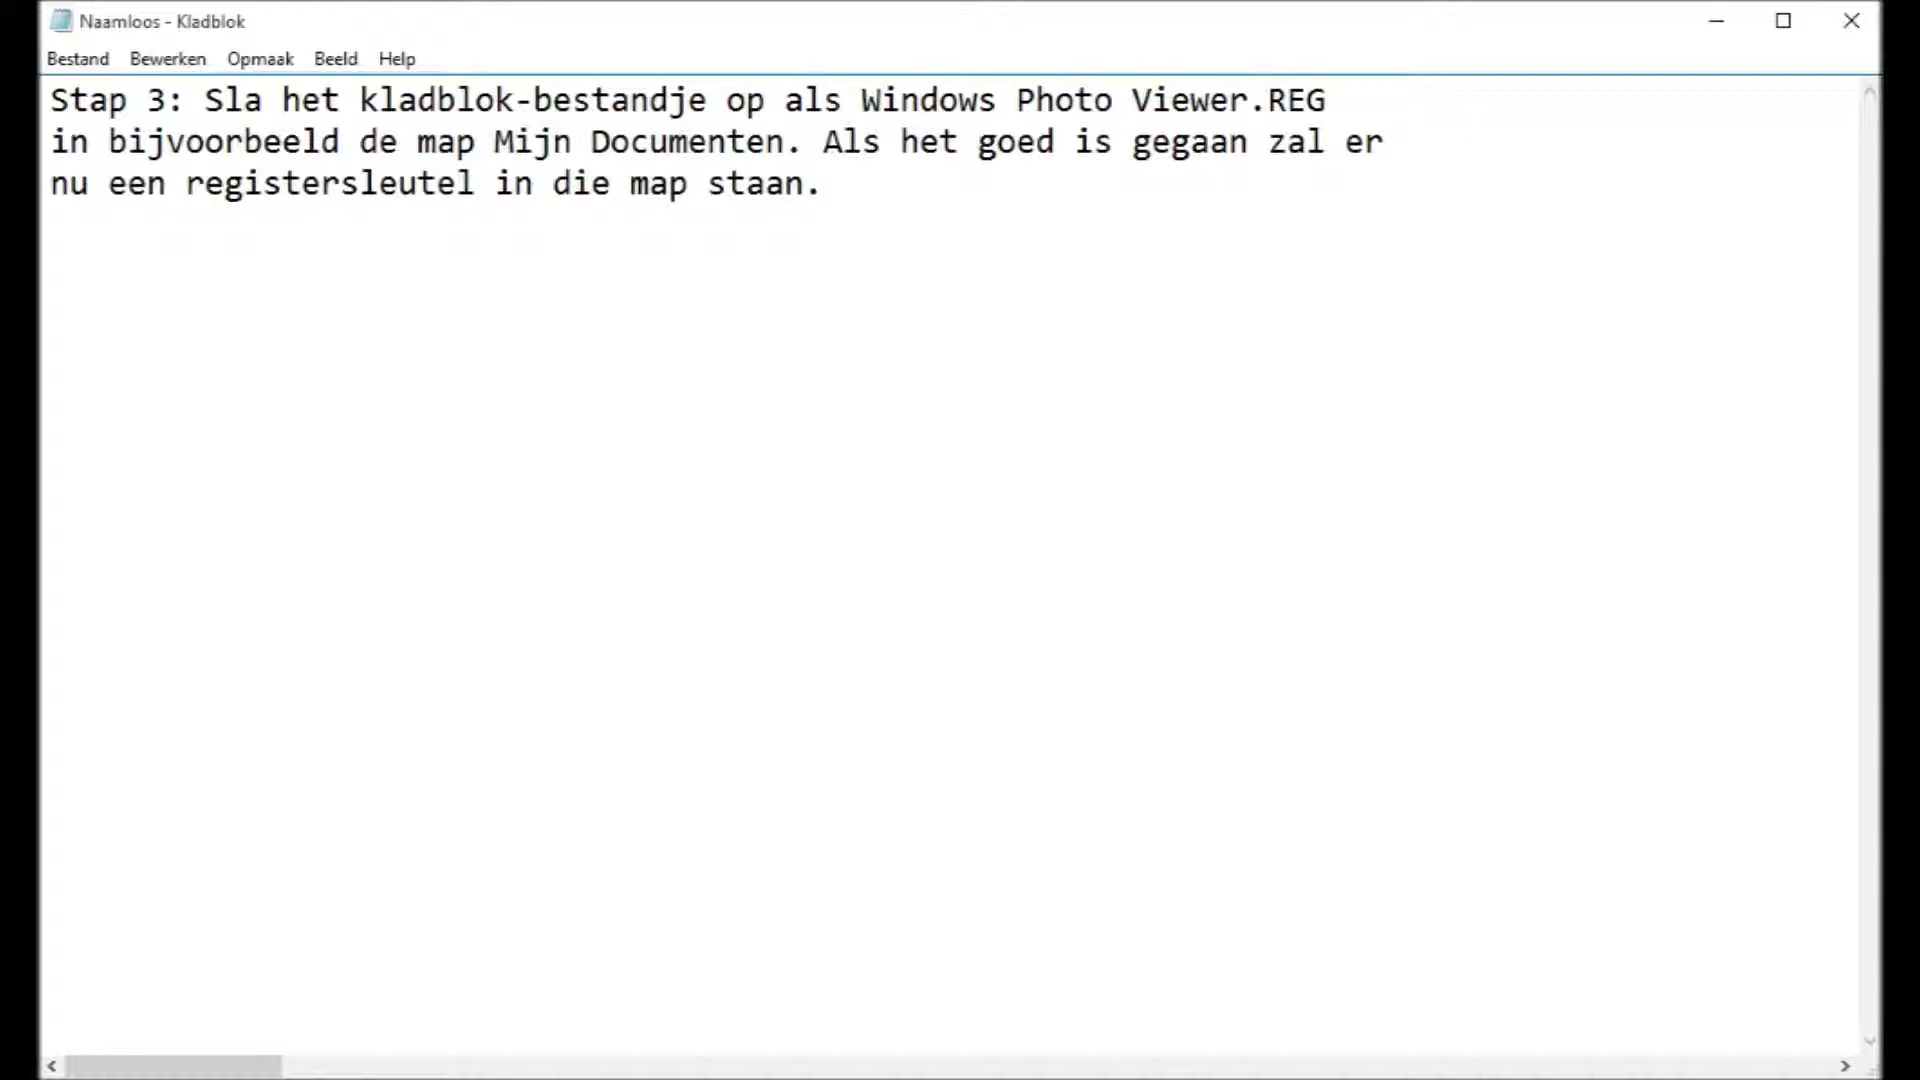 Naamloos - Kladblok
Bestand Bewerken Opmaak Beeld Help
Stap 3: Sla het kladblok-bestandje op als Windows Photo Viewer.REG
in bijvoorbeeld de map Mijn Documenten. Als het goed is gegaan zal er
nu een registersleutel in die map staan.